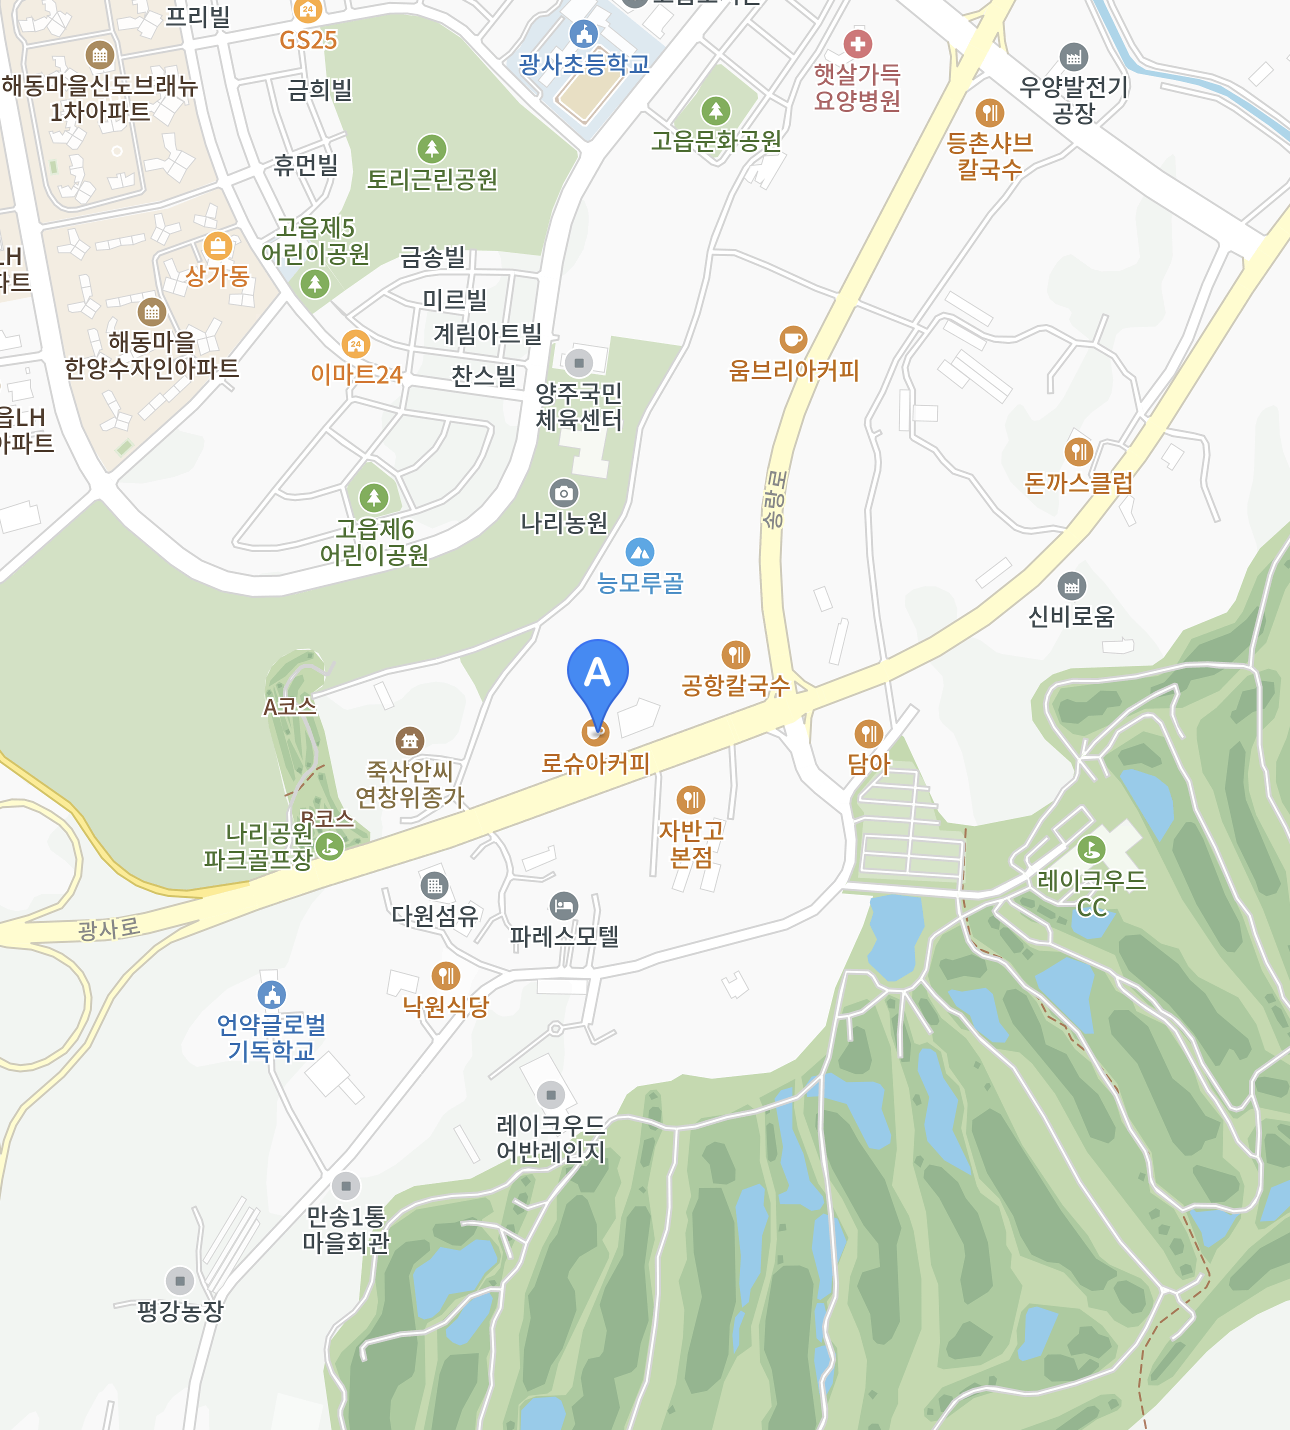 프리빌
24
GS25
광사초등학교
해동마을신도브래뉴
1차아파트
금희빌
햇살가득
요양병원
우양발전기
공장
등촌샤브
칼국수
고읍문화공원
휴먼빌
토리근린공원
고읍제5
어린이공원
금송빌
LH
상가동
미르빌
계림아트빌
해동마을
한양수자인아파트
24
이마트24
찬스빌
움브리아커피
양주국민
체육센터
읍LH
아파트
돈까스클럽
송랑로
나리농원
고읍제6
어린이공원
능모루골
신비로움
A
공항칼국수
A코스
로슈아커피
담아
죽산안씨
연창위종가
B코스
나리공원
파크골프장
자반고
본점
레이크우드
CC
다원섬유
파레스모텔
광사로
낙원식당
언약글로벌
기독학교
레이크우드
어반레인지
만송1통
마을회관
평강농장